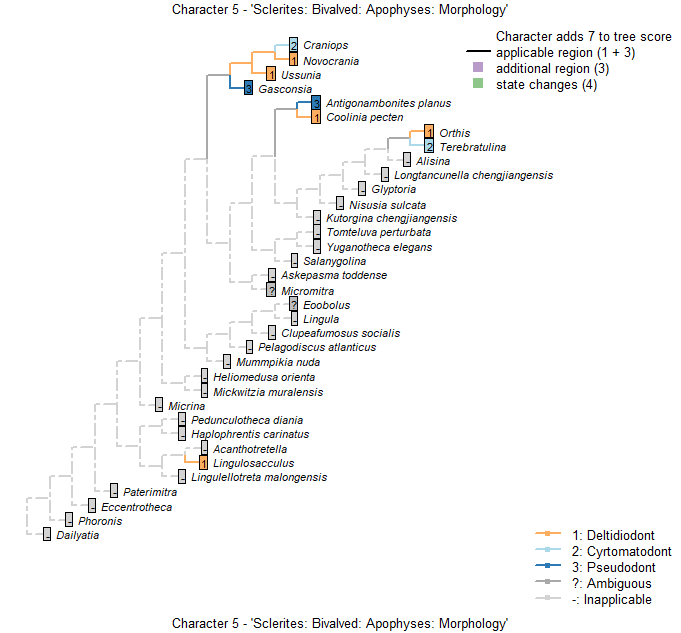 Character 5 - 'Sclerites: Bivalved: Apophyses: Morphology'
Character adds 7 to tree score
applicable region (1 + 3)
additional region (3)
state changes (4)
2 Craniops
1 Novocrania
1 Ussunia
3 Gasconsia
3 Antigonambonites planus
1 Coolinia pecten
1 Orthis
2 Terebratulina
- Alisina
- Longtancunella chengjiangensis
- Glyptoria
- Nisusia sulcata
- Kutorgina chengjiangensis
- Tomteluva perturbata
- Yuganotheca elegans
- Salanygolina
- Askepasma toddense
? Micromitra
? Eoobolus
- Lingula
- Clupeafumosus socialis
- Pelagodiscus atlanticus
- Mummpikia nuda
- Heliomedusa orienta
- Mickwitzia muralensis
- Micrina
- Pedunculotheca diania
- Haplophrentis carinatus
- Acanthotretella
1 Lingulosacculus
- Lingulellotreta malongensis
- Paterimitra
- Eccentrotheca
- Phoronis
- Dailyatia
1: Deltidiodont
2: Cyrtomatodont
3: Pseudodont
?: Ambiguous
-: Inapplicable
Character 5 - 'Sclerites: Bivalved: Apophyses: Morphology'